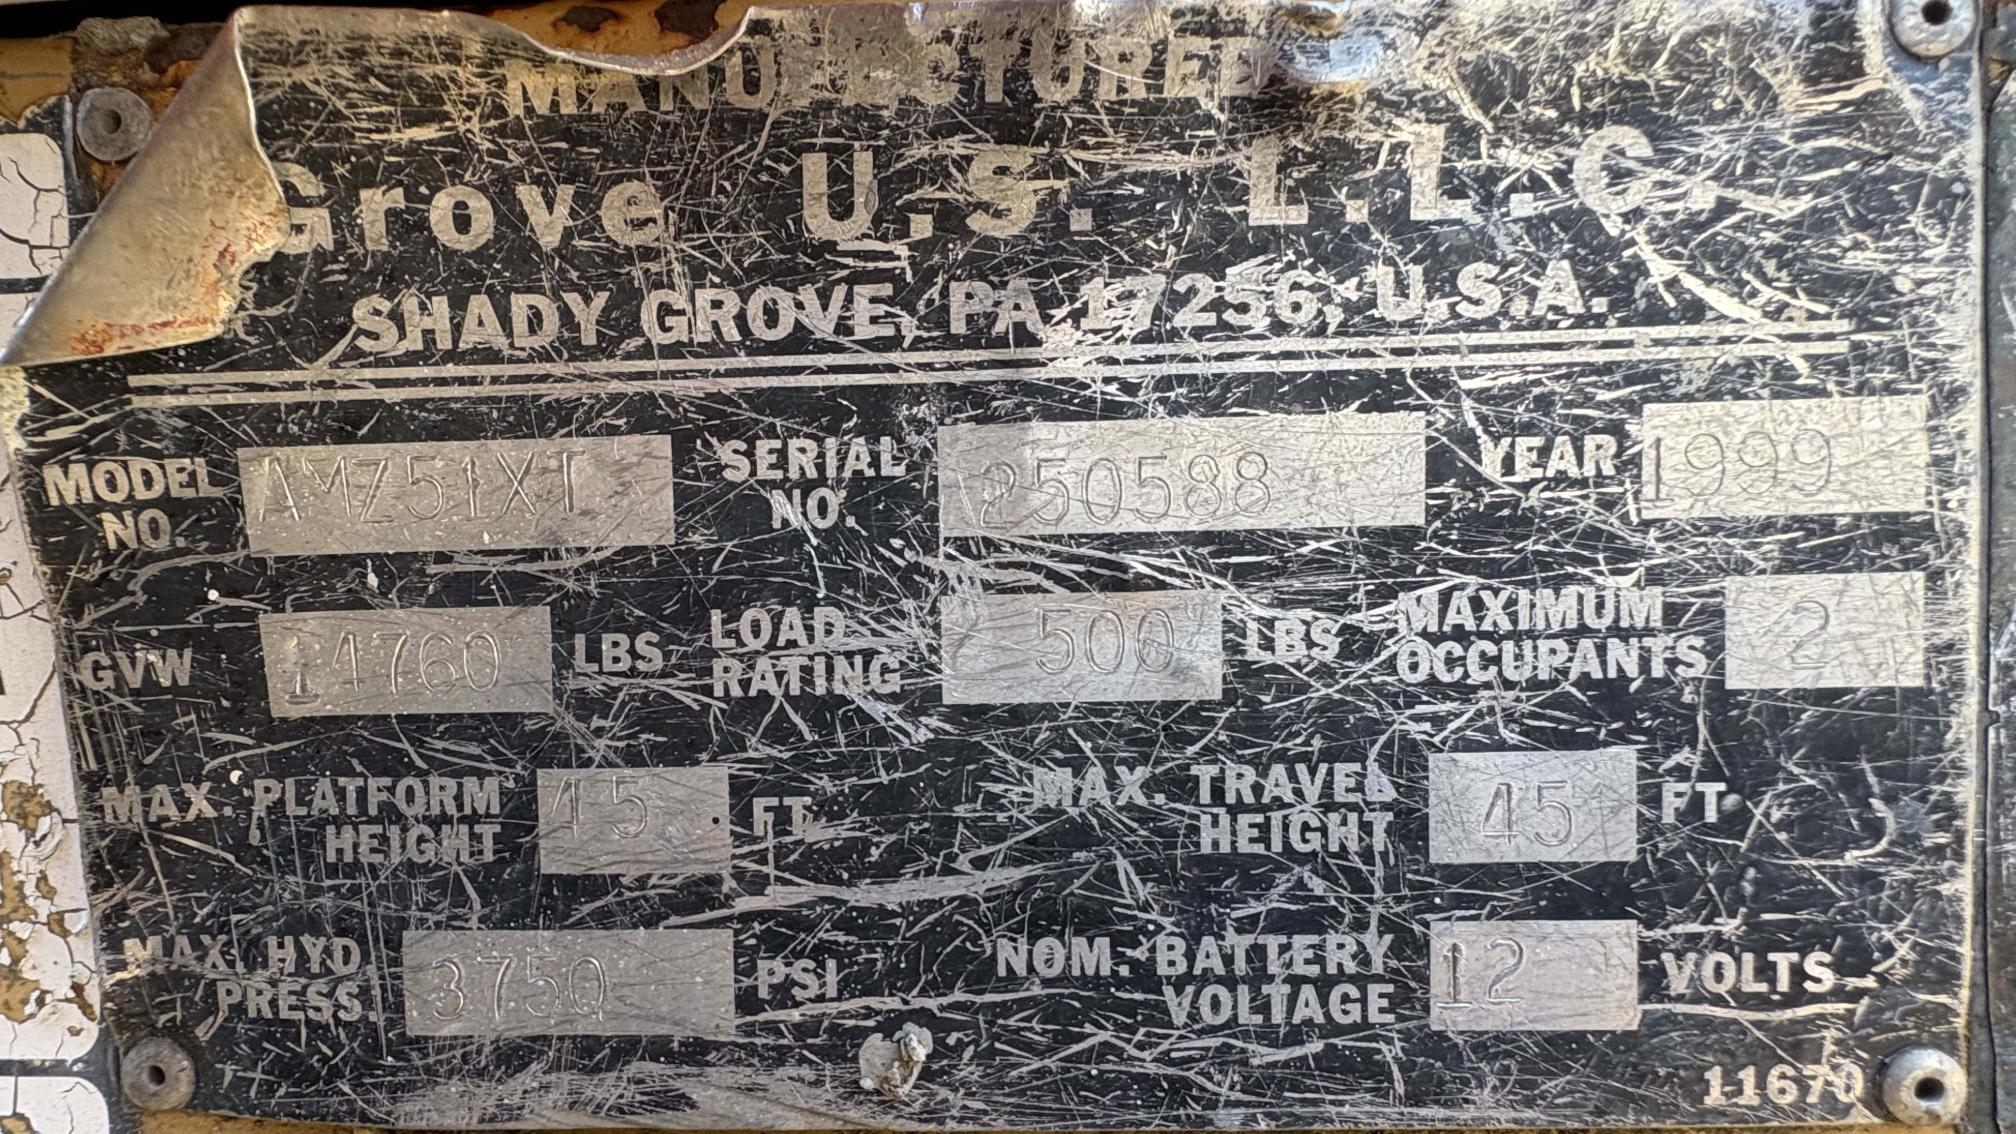 MANUFACTURED
Grove U.S. L.L.C.
SHADY GROVE, PA 17256, U.S.A.
MODEL NO. AMZ51XT SERIAL NO. 250588 YEAR 1999
GVW 14760 LBS LOAD RATING 500 LBS MAXIMUM OCCUPANTS 2
MAX. PLATFORM HEIGHT 45 FT. MAX. TRAVEL HEIGHT 45 FT
MAX. HYD. PRESS. 3750 PSI NOM. BATTERY VOLTAGE 12 VOLTS
11670